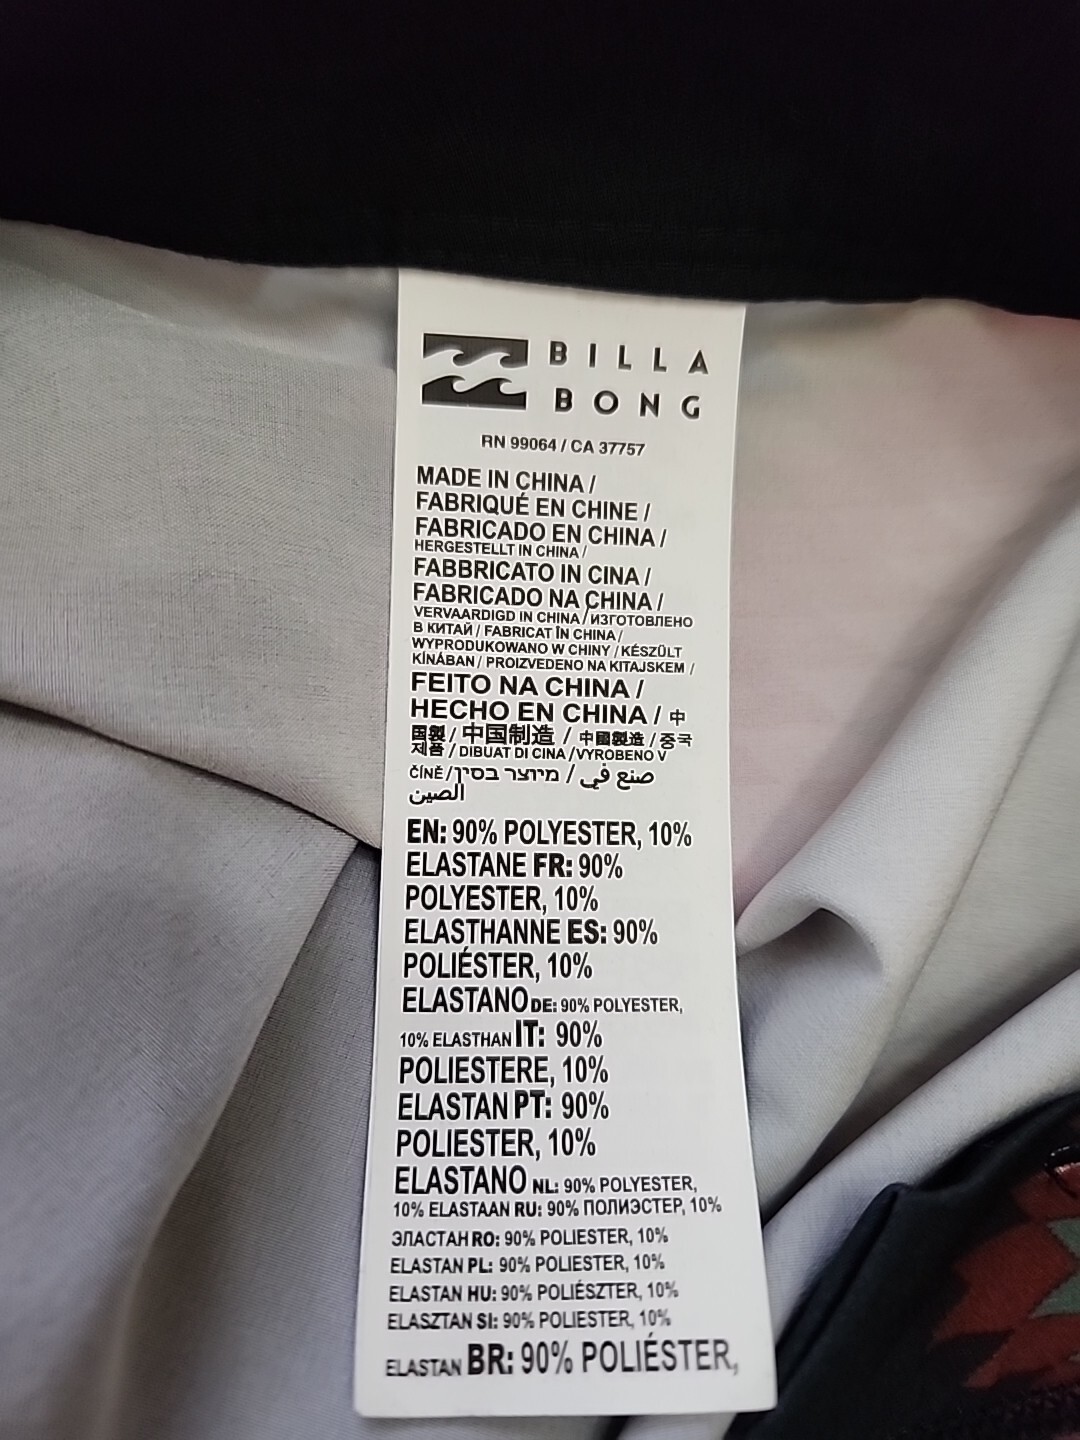 BILLA
BONG
RN 99064 / CA 37757
MADE IN CHINA /
FABRIQUÉ EN CHINE /
FABRICADO EN CHINA /
HERGESTELLT IN CHINA /
FABBRICATO IN CINA /
FABRICADO NA CHINA /
VERVAARDIGD IN CHINA / ИЗГОТОВЛЕНО
В КИТАЙ / FABRICAT ÎN CHINA /
WYPRODUKOWANO W CHINY / KÉSZÜLT
KÍNÁBAN / PROIZVEDENO NA KITAJSKEM /
FEITO NA CHINA /
HECHO EN CHINA / 中
国製 / 中国制造 / 中國製造 / 중국
제품 / DIBUAT DI CINA / VYROBENO V
ČÍNĚ / מיוצר בסין / صنع في
الصين
EN: 90% POLYESTER, 10%
ELASTANE FR: 90%
POLYESTER, 10%
ELASTHANNE ES: 90%
POLIÉSTER, 10%
ELASTANO DE: 90% POLYESTER,
10% ELASTHAN IT: 90%
POLIESTERE, 10%
ELASTAN PT: 90%
POLIESTER, 10%
ELASTANO NL: 90% POLYESTER,
10% ELASTAAN RU: 90% ПОЛИЭСТЕР, 10%
ЭЛАСТАН RO: 90% POLIESTER, 10%
ELASTAN PL: 90% POLIESTER, 10%
ELASTAN HU: 90% POLIÉSZTER, 10%
ELASZTAN SI: 90% POLIESTER, 10%
ELASTAN BR: 90% POLIÉSTER,